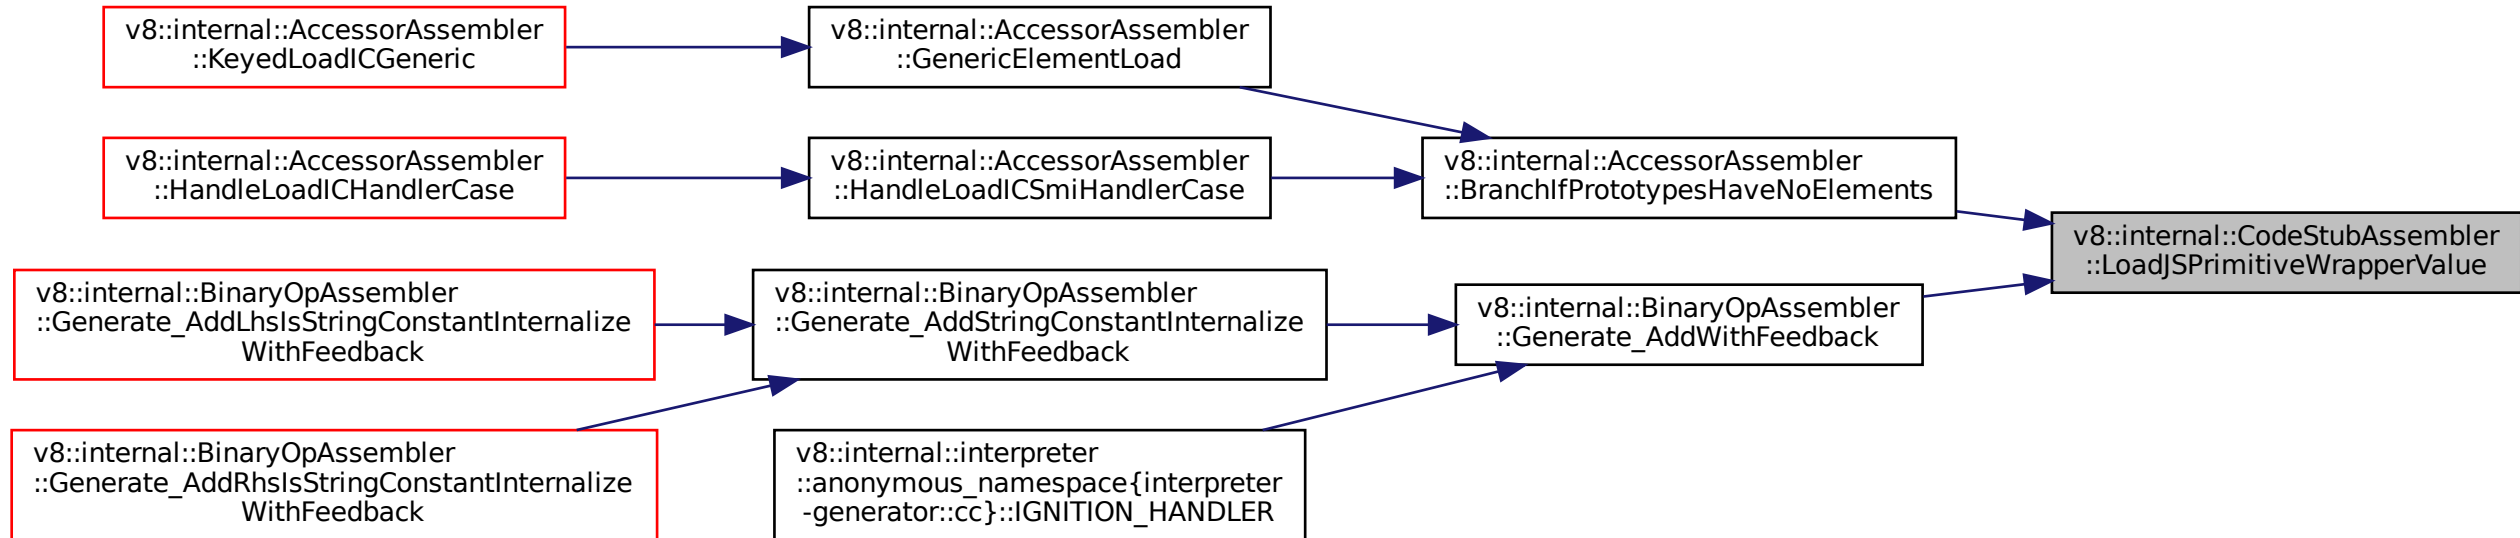 v8::internal::AccessorAssembler
::KeyedLoadICGeneric
v8::internal::AccessorAssembler
::GenericElementLoad
v8::internal::AccessorAssembler
::HandleLoadICHandlerCase
v8::internal::AccessorAssembler
::HandleLoadICSmiHandlerCase
v8::internal::AccessorAssembler
::BranchIfPrototypesHaveNoElements
v8::internal::CodeStubAssembler
::LoadJSPrimitiveWrapperValue
v8::internal::BinaryOpAssembler
::Generate_AddLhsIsStringConstantInternalize
WithFeedback
v8::internal::BinaryOpAssembler
::Generate_AddStringConstantInternalize
WithFeedback
v8::internal::BinaryOpAssembler
::Generate_AddWithFeedback
v8::internal::BinaryOpAssembler
::Generate_AddRhsIsStringConstantInternalize
WithFeedback
v8::internal::interpreter
::anonymous_namespace{interpreter
-generator::cc}::IGNITION_HANDLER